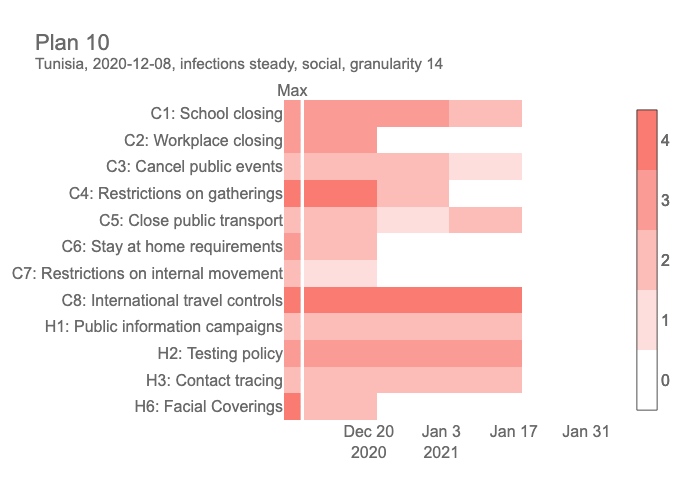 Plan 10
Tunisia, 2020-12-08, infections steady, social, granularity 14
Max
C1: School closing
C2: Workplace closing
C3: Cancel public events
C4: Restrictions on gatherings
C5: Close public transport
C6: Stay at home requirements
C7: Restrictions on internal movement
C8: International travel controls
H1: Public information campaigns
H2: Testing policy
H3: Contact tracing
H6: Facial Coverings
Dec 20 Jan 3 Jan 17 Jan 31
2020 2021
4
3
2
1
0